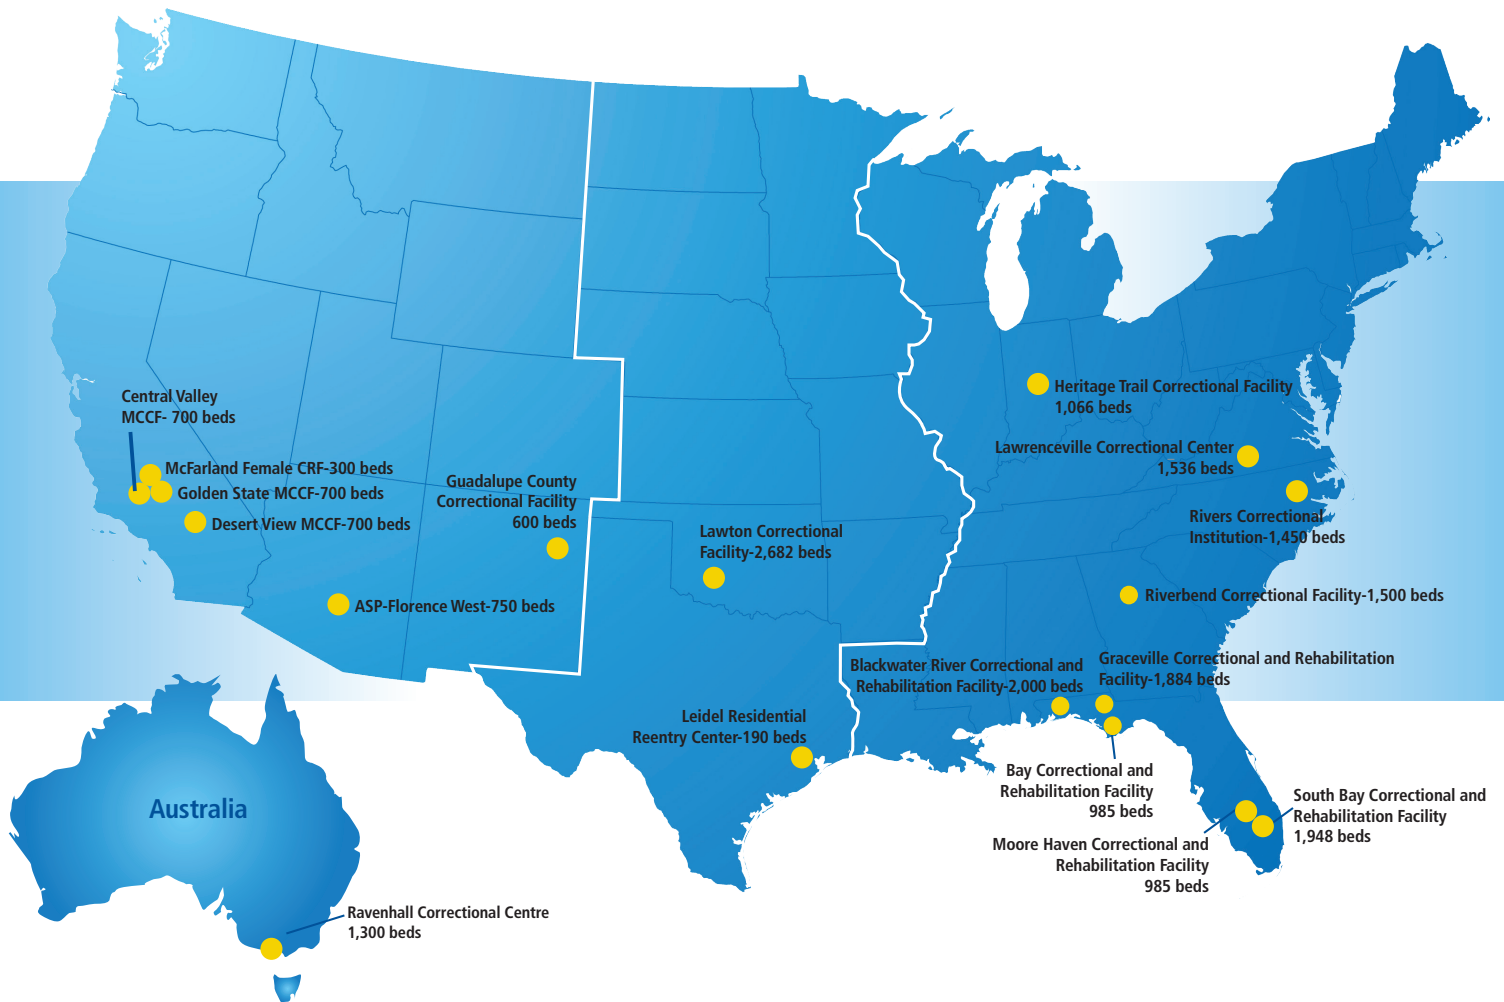 Central Valley
MCCF- 700 beds
McFarland Female CRF-300 beds
Golden State MCCF-700 beds
Desert View MCCF-700 beds
ASP-Florence West-750 beds
Guadalupe County
Correctional Facility
600 beds
Lawton Correctional
Facility-2,682 beds
Leidel Residential
Reentry Center-190 beds
Heritage Trail Correctional Facility
1,066 beds
Lawrenceville Correctional Center
1,536 beds
Rivers Correctional
Institution-1,450 beds
Riverbend Correctional Facility-1,500 beds
Blackwater River Correctional and
Rehabilitation Facility-2,000 beds
Graceville Correctional and Rehabilitation
Facility-1,884 beds
Bay Correctional and
Rehabilitation Facility
985 beds
Moore Haven Correctional and
Rehabilitation Facility
985 beds
South Bay Correctional and
Rehabilitation Facility
1,948 beds
Australia
Ravenhall Correctional Centre
1,300 beds